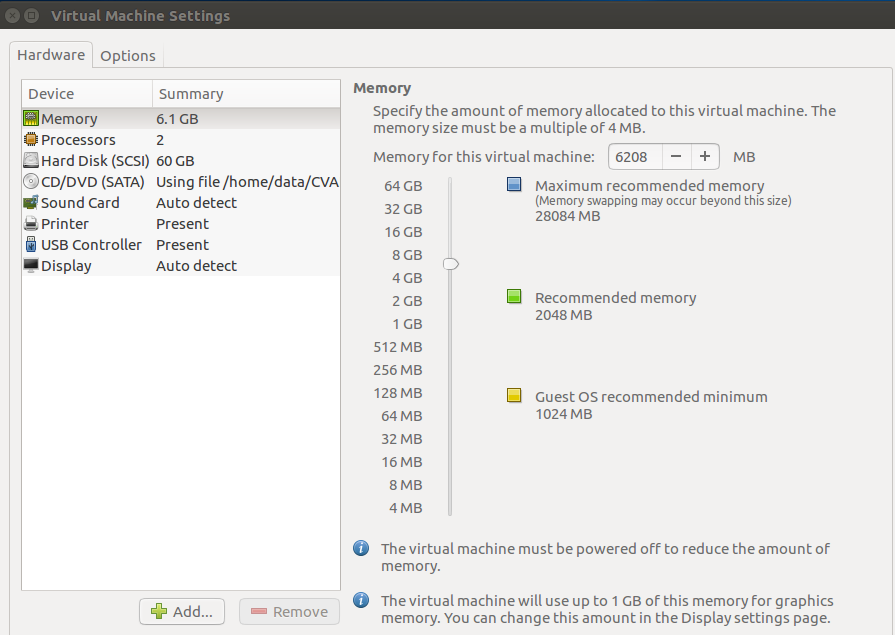 Virtual Machine Settings
Hardware Options
Device Summary
Memory 6.1 GB
Processors 2
Hard Disk (SCSI) 60 GB
CD/DVD (SATA) Using file /home/data/CVA
Sound Card Auto detect
Printer Present
USB Controller Present
Display Auto detect
Add...
Remove
Memory
Specify the amount of memory allocated to this virtual machine. The
memory size must be a multiple of 4 MB.
Memory for this virtual machine: 6208 − + MB
64 GB
32 GB
16 GB
8 GB
4 GB
2 GB
1 GB
512 MB
256 MB
128 MB
64 MB
32 MB
16 MB
8 MB
4 MB
Maximum recommended memory
(Memory swapping may occur beyond this size)
28084 MB
Recommended memory
2048 MB
Guest OS recommended minimum
1024 MB
The virtual machine must be powered off to reduce the amount of
memory.
The virtual machine will use up to 1 GB of this memory for graphics
memory. You can change this amount in the Display settings page.